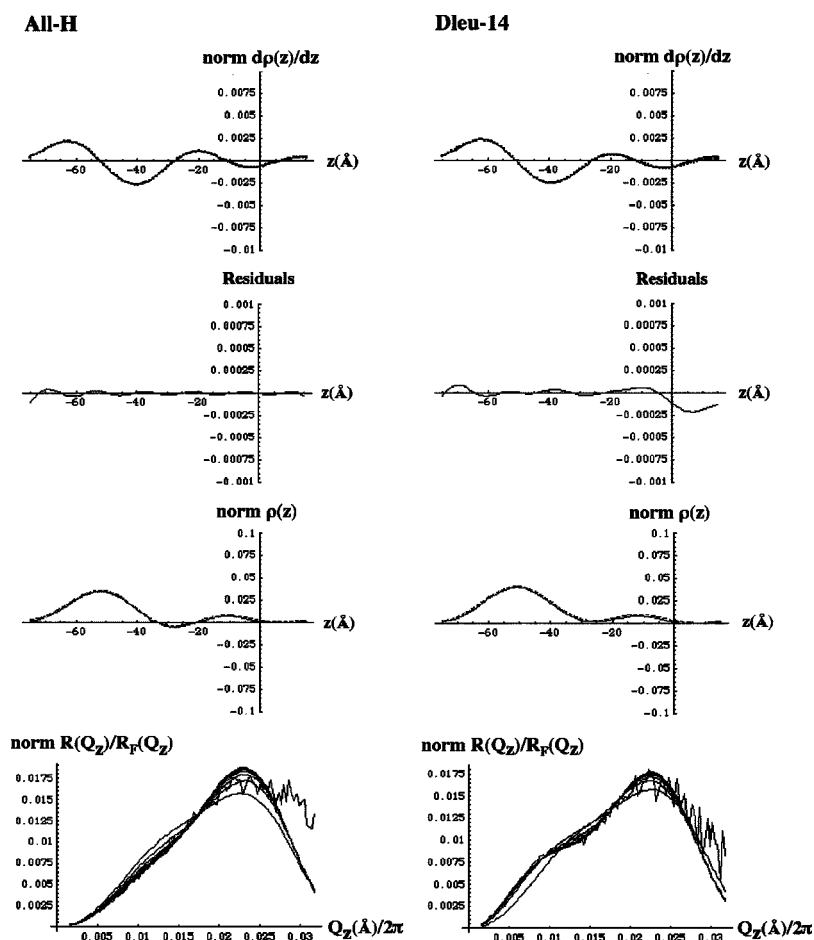 All-H
Dleu-14
norm dρ(z)/dz
norm dρ(z)/dz
0.0075
0.005
0.0025
-60 -40 -20
z(Å)
-0.0025
-0.005
-0.0075
-0.01
0.0075
0.005
0.0025
-60 -40 -20
z(Å)
-0.0025
-0.005
-0.0075
-0.01
Residuals
Residuals
0.001
0.00075
0.0005
0.00025
-60 -40 -20
z(Å)
-0.00025
-0.0005
-0.00075
-0.001
0.001
0.00075
0.0005
0.00025
-60 -40 -20
z(Å)
-0.00025
-0.0005
-0.00075
-0.001
norm ρ(z)
norm ρ(z)
0.1
0.075
0.05
0.025
-60 -40 -20
z(Å)
-0.025
-0.05
-0.075
-0.1
0.1
0.075
0.05
0.025
-60 -40 -20
z(Å)
-0.025
-0.05
-0.075
-0.1
norm R(Qz)/RF(Qz)
norm R(Qz)/RF(Qz)
0.0175
0.015
0.0125
0.01
0.0075
0.005
0.0025
0.005 0.01 0.015 0.02 0.025 0.03
Qz(Å)/2π
0.0175
0.015
0.0125
0.01
0.0075
0.005
0.0025
0.005 0.01 0.015 0.02 0.025 0.03
Qz(Å)/2π